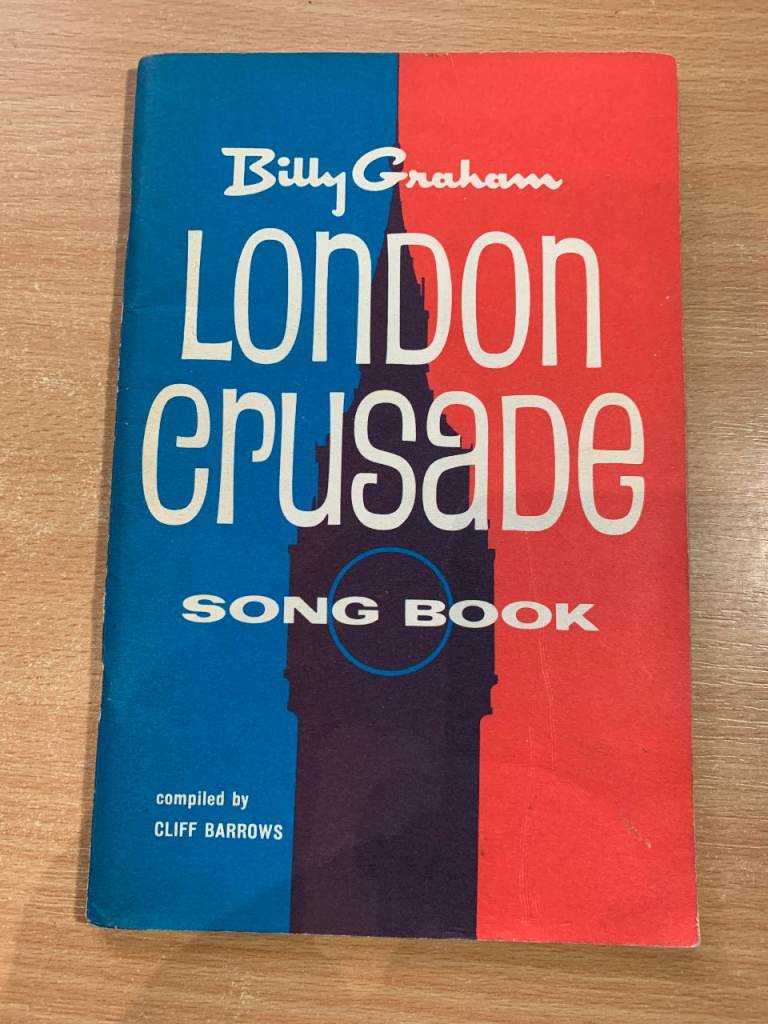 Billy Graham
LONDON
CRUSADE
SONG BOOK
compiled by
CLIFF BARROWS